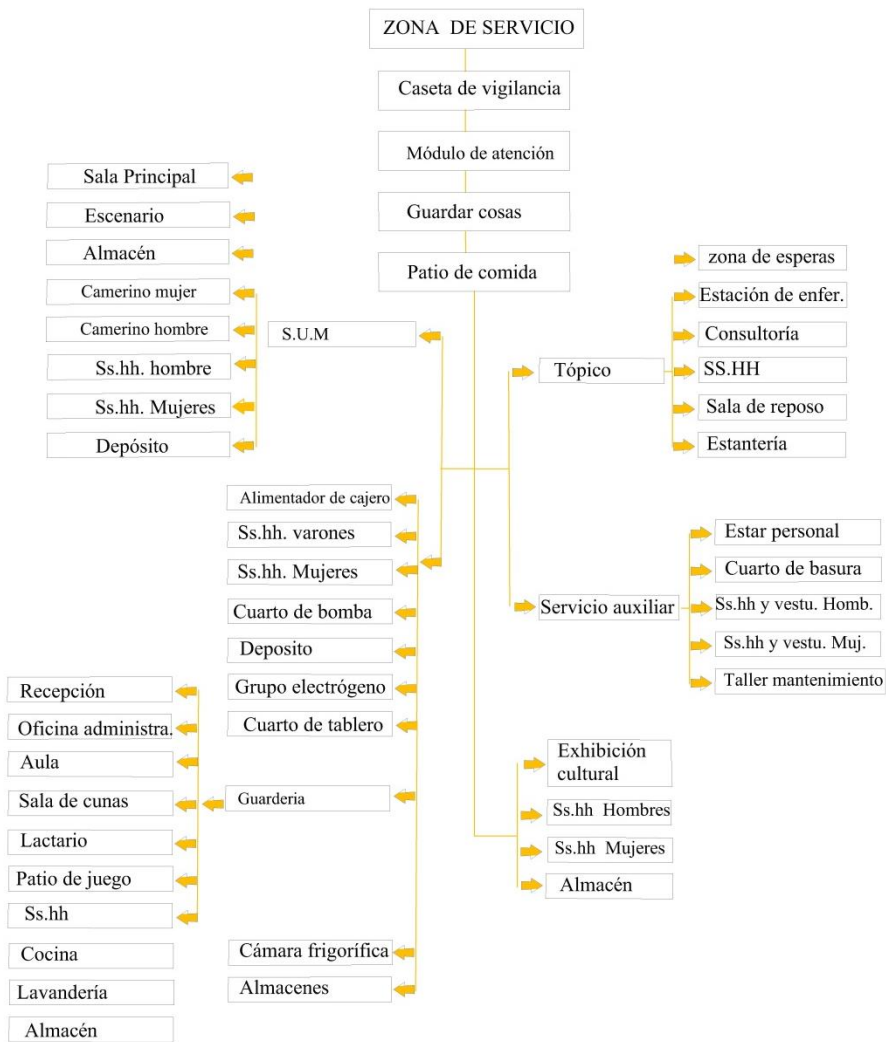 ZONA DE SERVICIO
Caseta de vigilancia
Módulo de atención
Guardar cosas
Patio de comida
Sala Principal
Escenario
Almacén
Camerino mujer
Camerino hombre
Ss.hh. hombre
Ss.hh. Mujeres
Depósito
S.U.M
Tópico
zona de esperas
Estación de enfer.
Consultoría
SS.HH
Sala de reposo
Estantería
Alimentador de cajero
Ss.hh. varones
Ss.hh. Mujeres
Cuarto de bomba
Deposito
Grupo electrógeno
Cuarto de tablero
Guarderia
Cámara frigorífica
Almacenes
Servicio auxiliar
Estar personal
Cuarto de basura
Ss.hh y vestu. Homb.
Ss.hh y vestu. Muj.
Taller mantenimiento
Recepción
Oficina administra.
Aula
Sala de cunas
Lactario
Patio de juego
Ss.hh
Cocina
Lavandería
Almacén
Exhibición
cultural
Ss.hh Hombres
Ss.hh Mujeres
Almacén